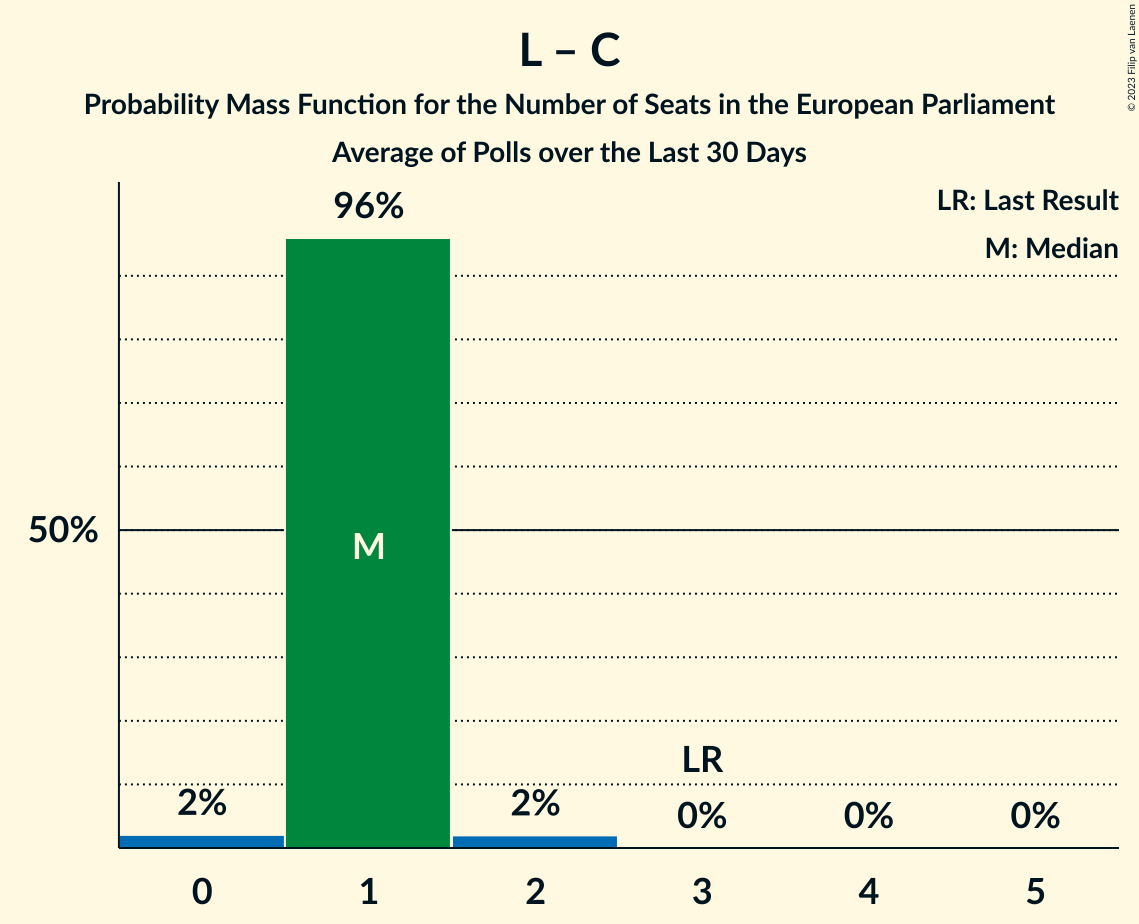 L – C
Probability Mass Function for the Number of Seats in the European Parliament
Average of Polls over the Last 30 Days
© 2023 Filip van Laenen
LR: Last Result
M: Median
96%
50%
M
LR
2%
2%
0%
0%
0%
0
1
2
3
4
5